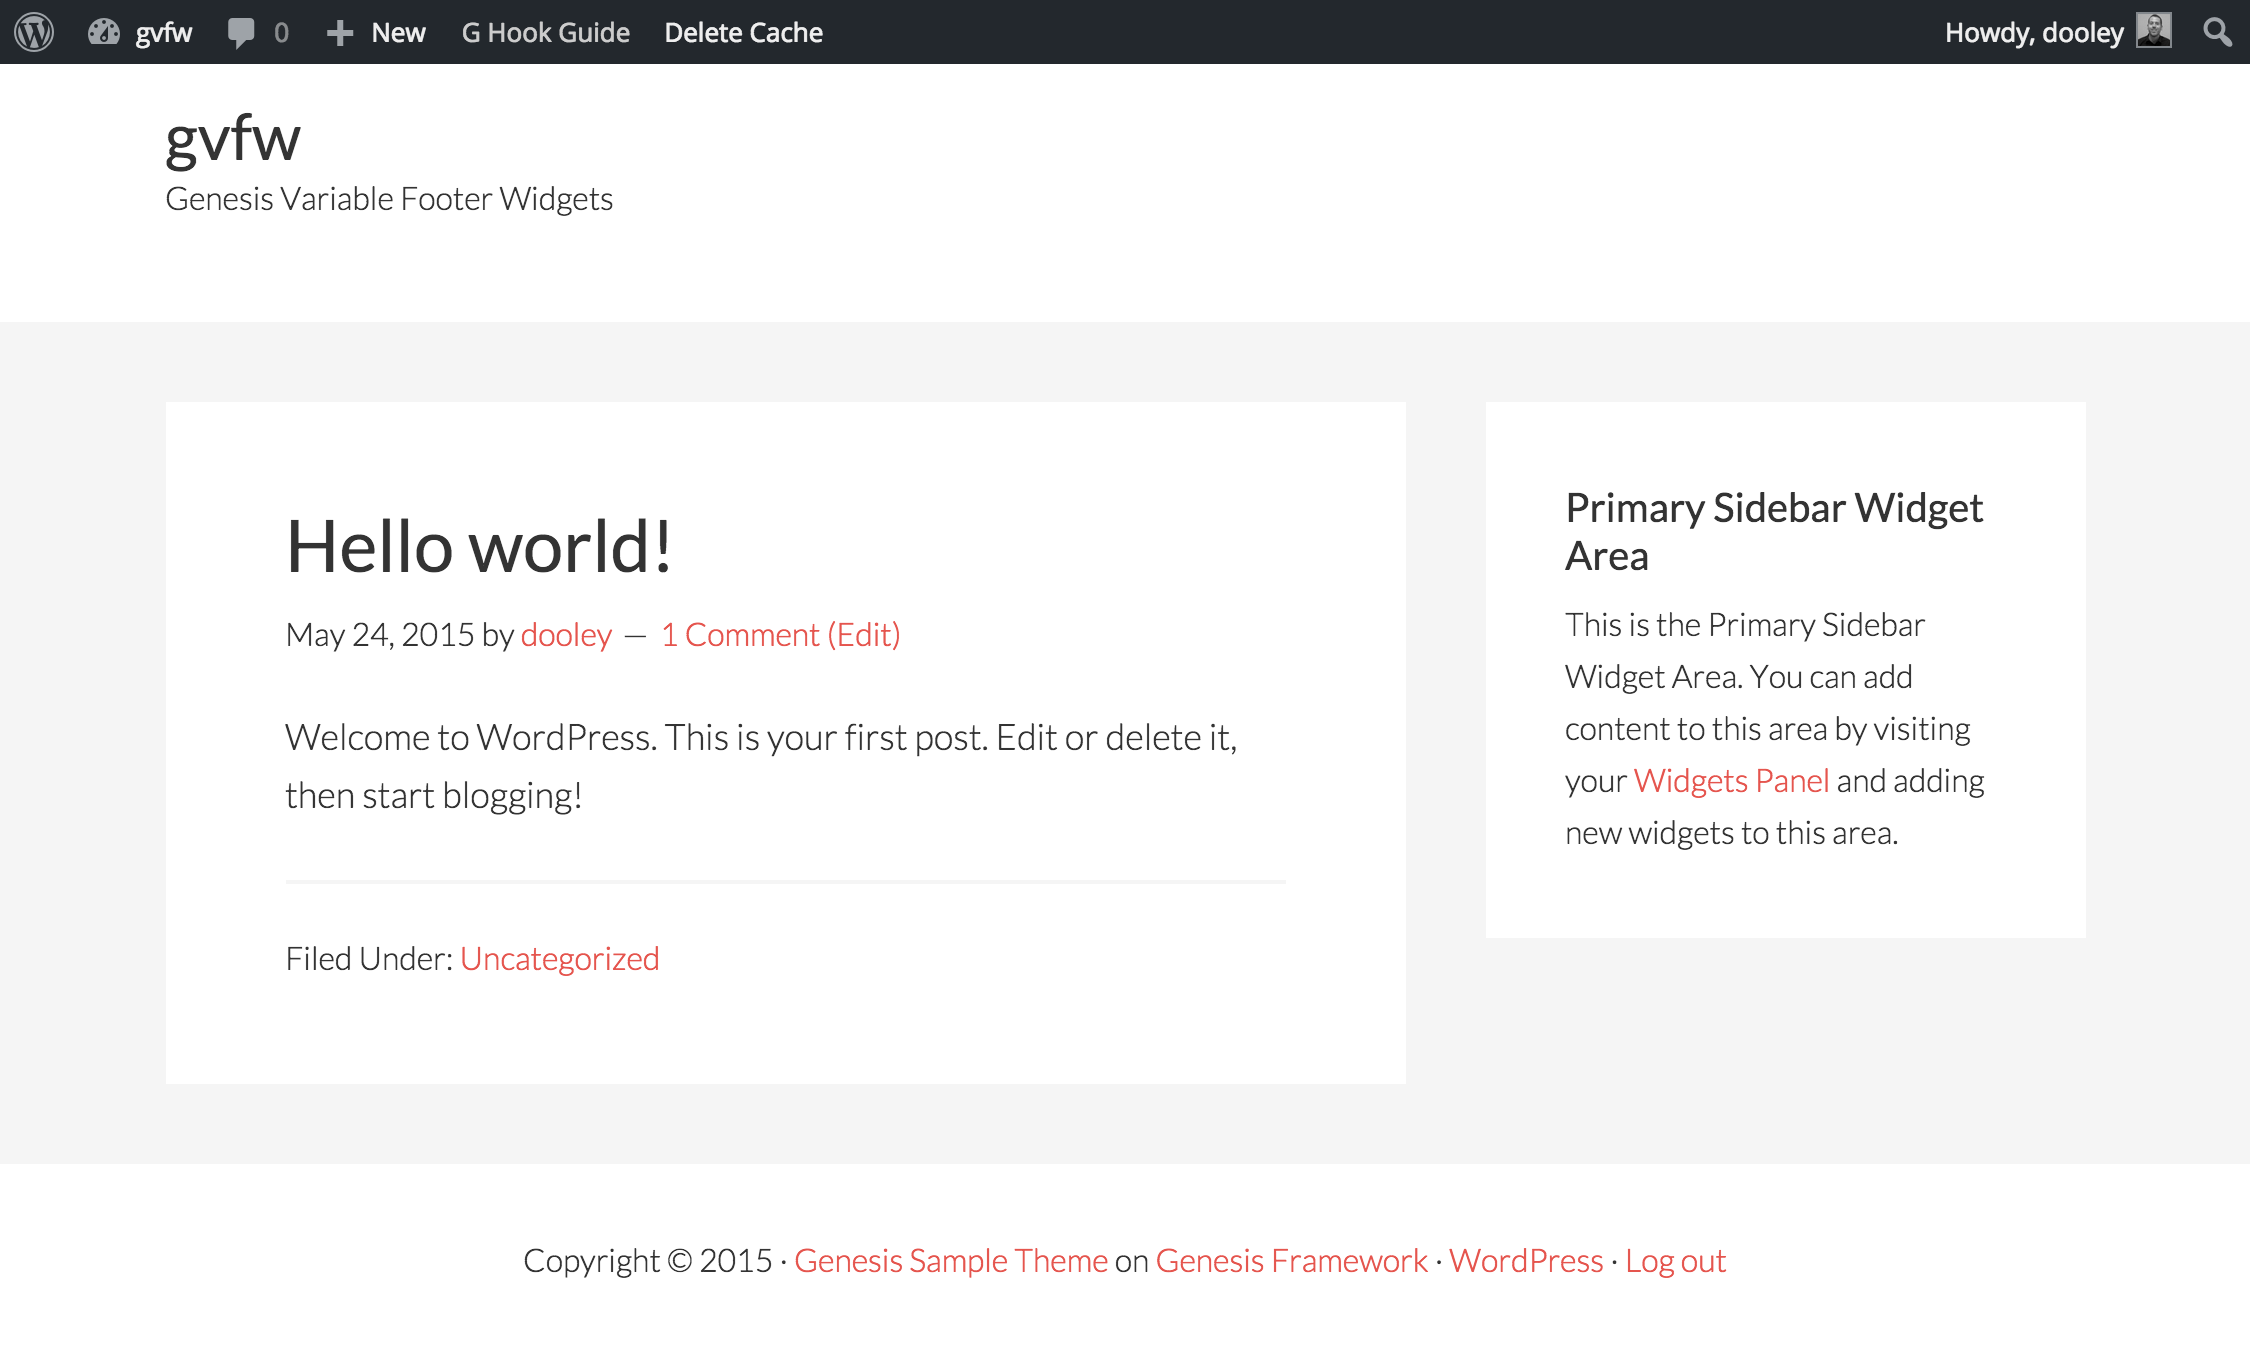 gvfw 0 New G Hook Guide Delete Cache Howdy, dooley
gvfw
Genesis Variable Footer Widgets
Hello world!
May 24, 2015 by dooley — 1 Comment (Edit)
Welcome to WordPress. This is your first post. Edit or delete it,
then start blogging!
Filed Under: Uncategorized
Primary Sidebar Widget
Area
This is the Primary Sidebar
Widget Area. You can add
content to this area by visiting
your Widgets Panel and adding
new widgets to this area.
Copyright © 2015 · Genesis Sample Theme on Genesis Framework · WordPress · Log out